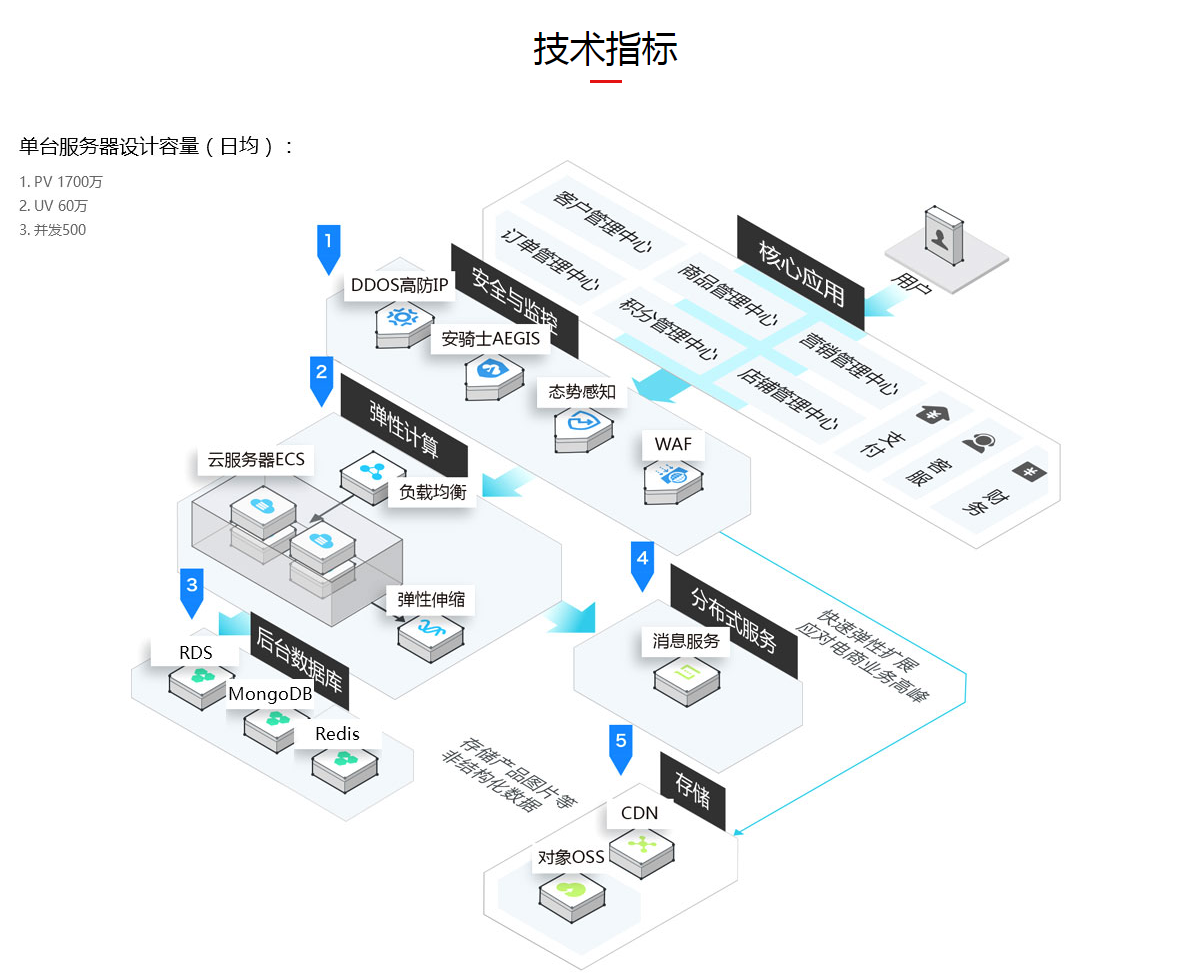 技术指标
单台服务器设计容量(日均):
1. PV 1700万
2. UV 60万
3. 并发500
客户管理中心
订单管理中心
商品管理中心
积分管理中心
营销管理中心
店铺管理中心
支付
客服
财务
核心应用
用户
1
安全与监控
DDOS高防IP
安骑士AEGIS
态势感知
WAF
2
弹性计算
云服务器ECS
负载均衡
弹性伸缩
3
后台数据库
RDS
MongoDB
Redis
4
分布式服务
消息服务
快速弹性扩展
应对电商业务高峰
5
存储
CDN
对象OSS
存储产品图片等
非结构化数据